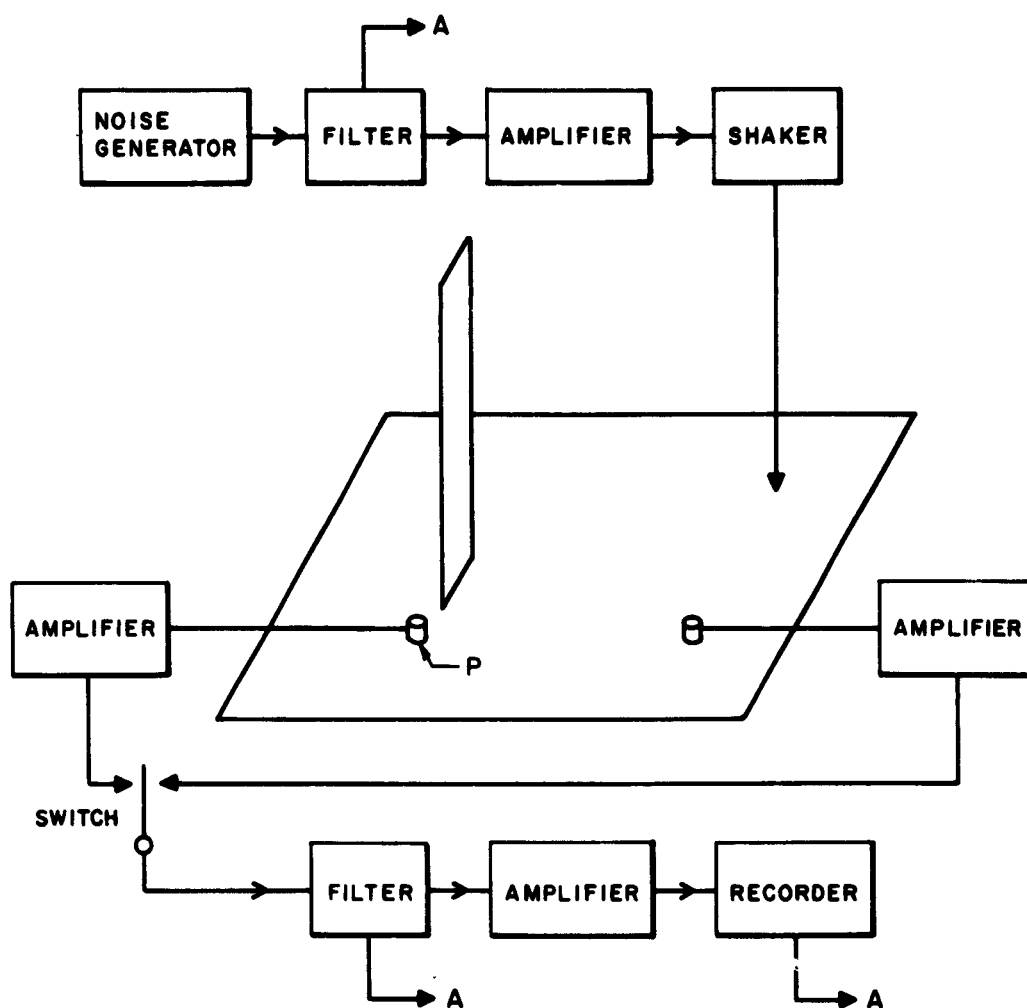 A
NOISE
GENERATOR
FILTER
AMPLIFIER
SHAKER
AMPLIFIER
AMPLIFIER
P
SWITCH
FILTER
AMPLIFIER
RECORDER
A
A